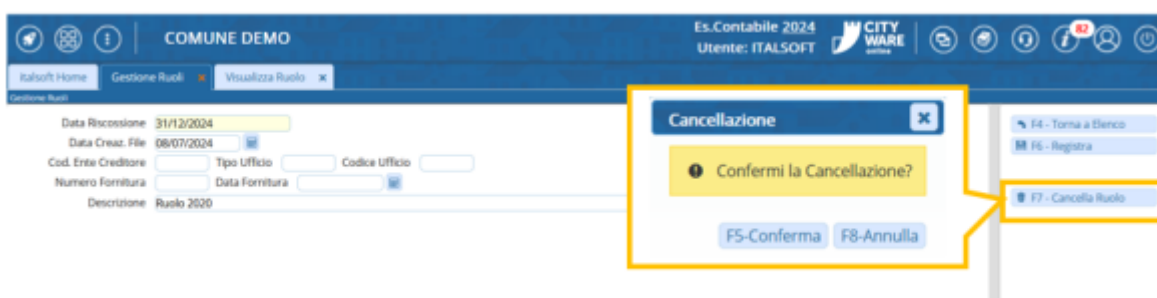 COMUNE DEMO
Es.Contabile 2024
Utente: ITALSOFT
CITY
WARE
online
82
Italsoft Home
Gestione Ruoli
Visualizza Ruolo
Gestione Ruoli
Data Riscossione 31/12/2024
Data Creaz. File 08/07/2024
Cod. Ente Creditore Tipo Ufficio Codice Ufficio
Numero Fornitura Data Fornitura
Descrizione Ruolo 2020
Cancellazione
Confermi la Cancellazione?
F5-Conferma F8-Annulla
F4 - Torna a Elenco
F6 - Registra
F7 - Cancella Ruolo